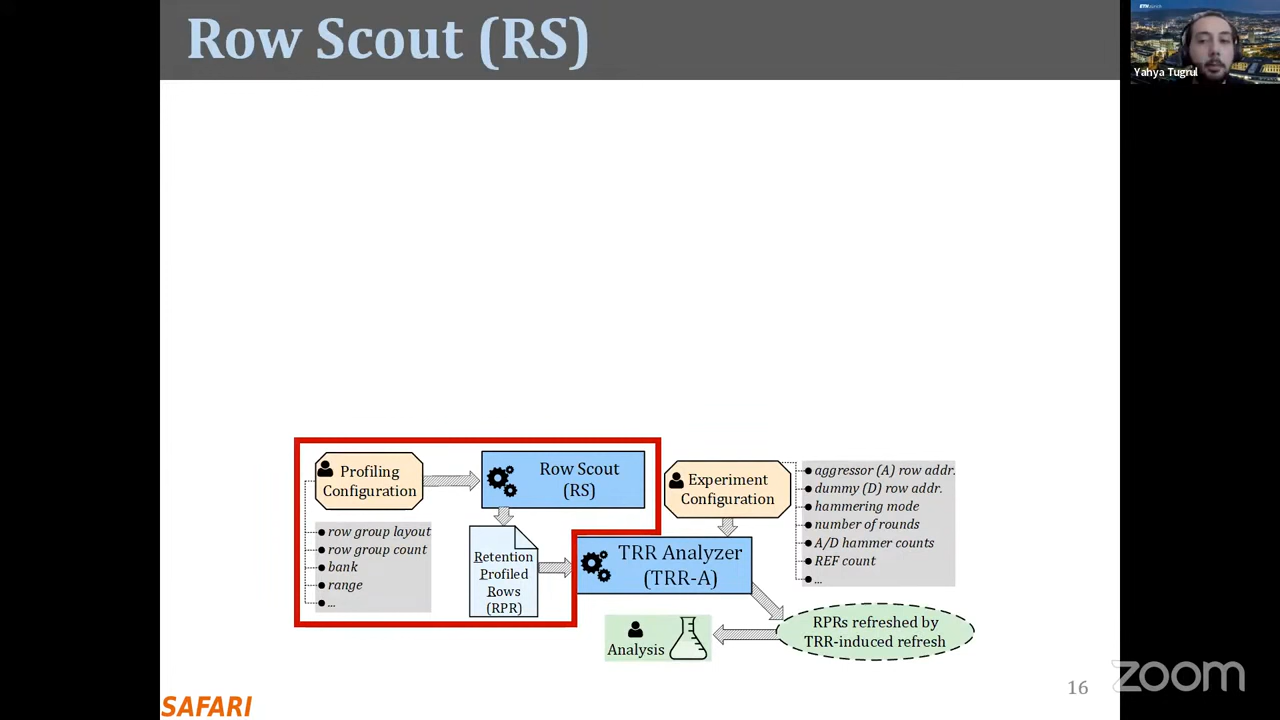 Row Scout (RS)
ETH zürich
Yahya Tugrul
Profiling
Configuration
row group layout
row group count
bank
range
...
Row Scout
(RS)
Retention
Profiled
Rows
(RPR)
Experiment
Configuration
aggressor (A) row addr.
dummy (D) row addr.
hammering mode
number of rounds
A/D hammer counts
REF count
...
TRR Analyzer
(TRR-A)
RPRs refreshed by
TRR-induced refresh
Analysis
SAFARI
16
zoom